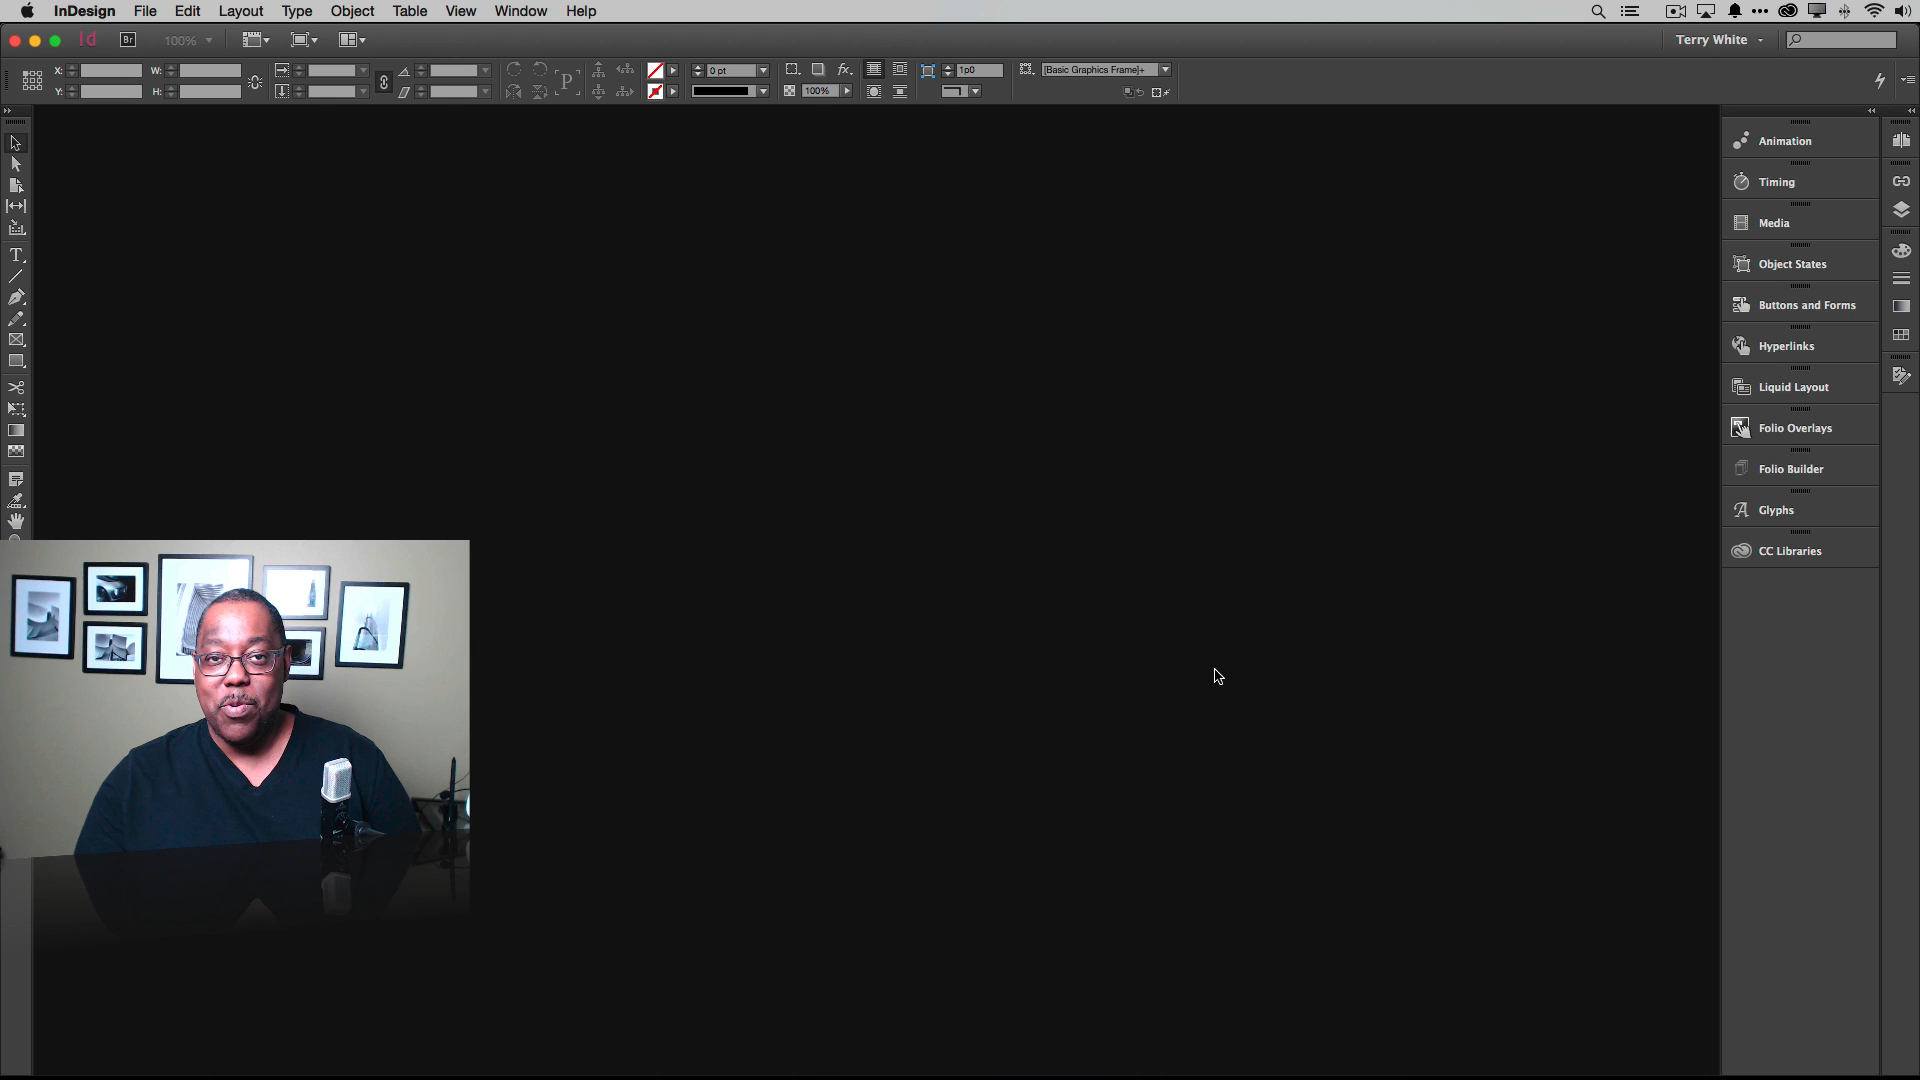 InDesign File Edit Layout Type Object Table View Window Help
Id Br 100% Terry White
X: W: 0 pt fx 1p0 [Basic Graphics Frame]+
Y: H: P 100%
T
Animation
Timing
Media
Object States
Buttons and Forms
Hyperlinks
Liquid Layout
Folio Overlays
Folio Builder
Glyphs
CC Libraries